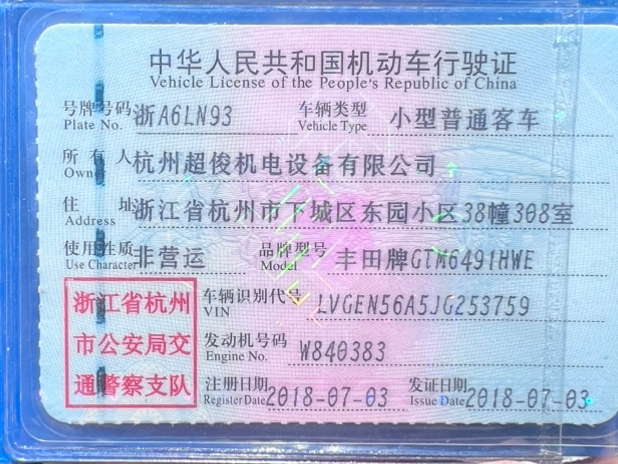 中华人民共和国机动车行驶证
Vehicle License of the People's Republic of China
号牌号码 浙A6LN93 车辆类型 小型普通客车
Plate No. Vehicle Type
所有人 杭州超俊机电设备有限公司
Owner
住址 浙江省杭州市下城区东园小区38幢308室
Address
使用性质 非营运 品牌型号 丰田牌GTM6491HWE
Use Character Model
浙江省杭州 车辆识别代号 LVGEN56A5JG253759
VIN
市公安局交 发动机号码 W840383
Engine No.
通警察支队 注册日期 2018-07-03 发证日期 2018-07-03
Register Date Issue Date